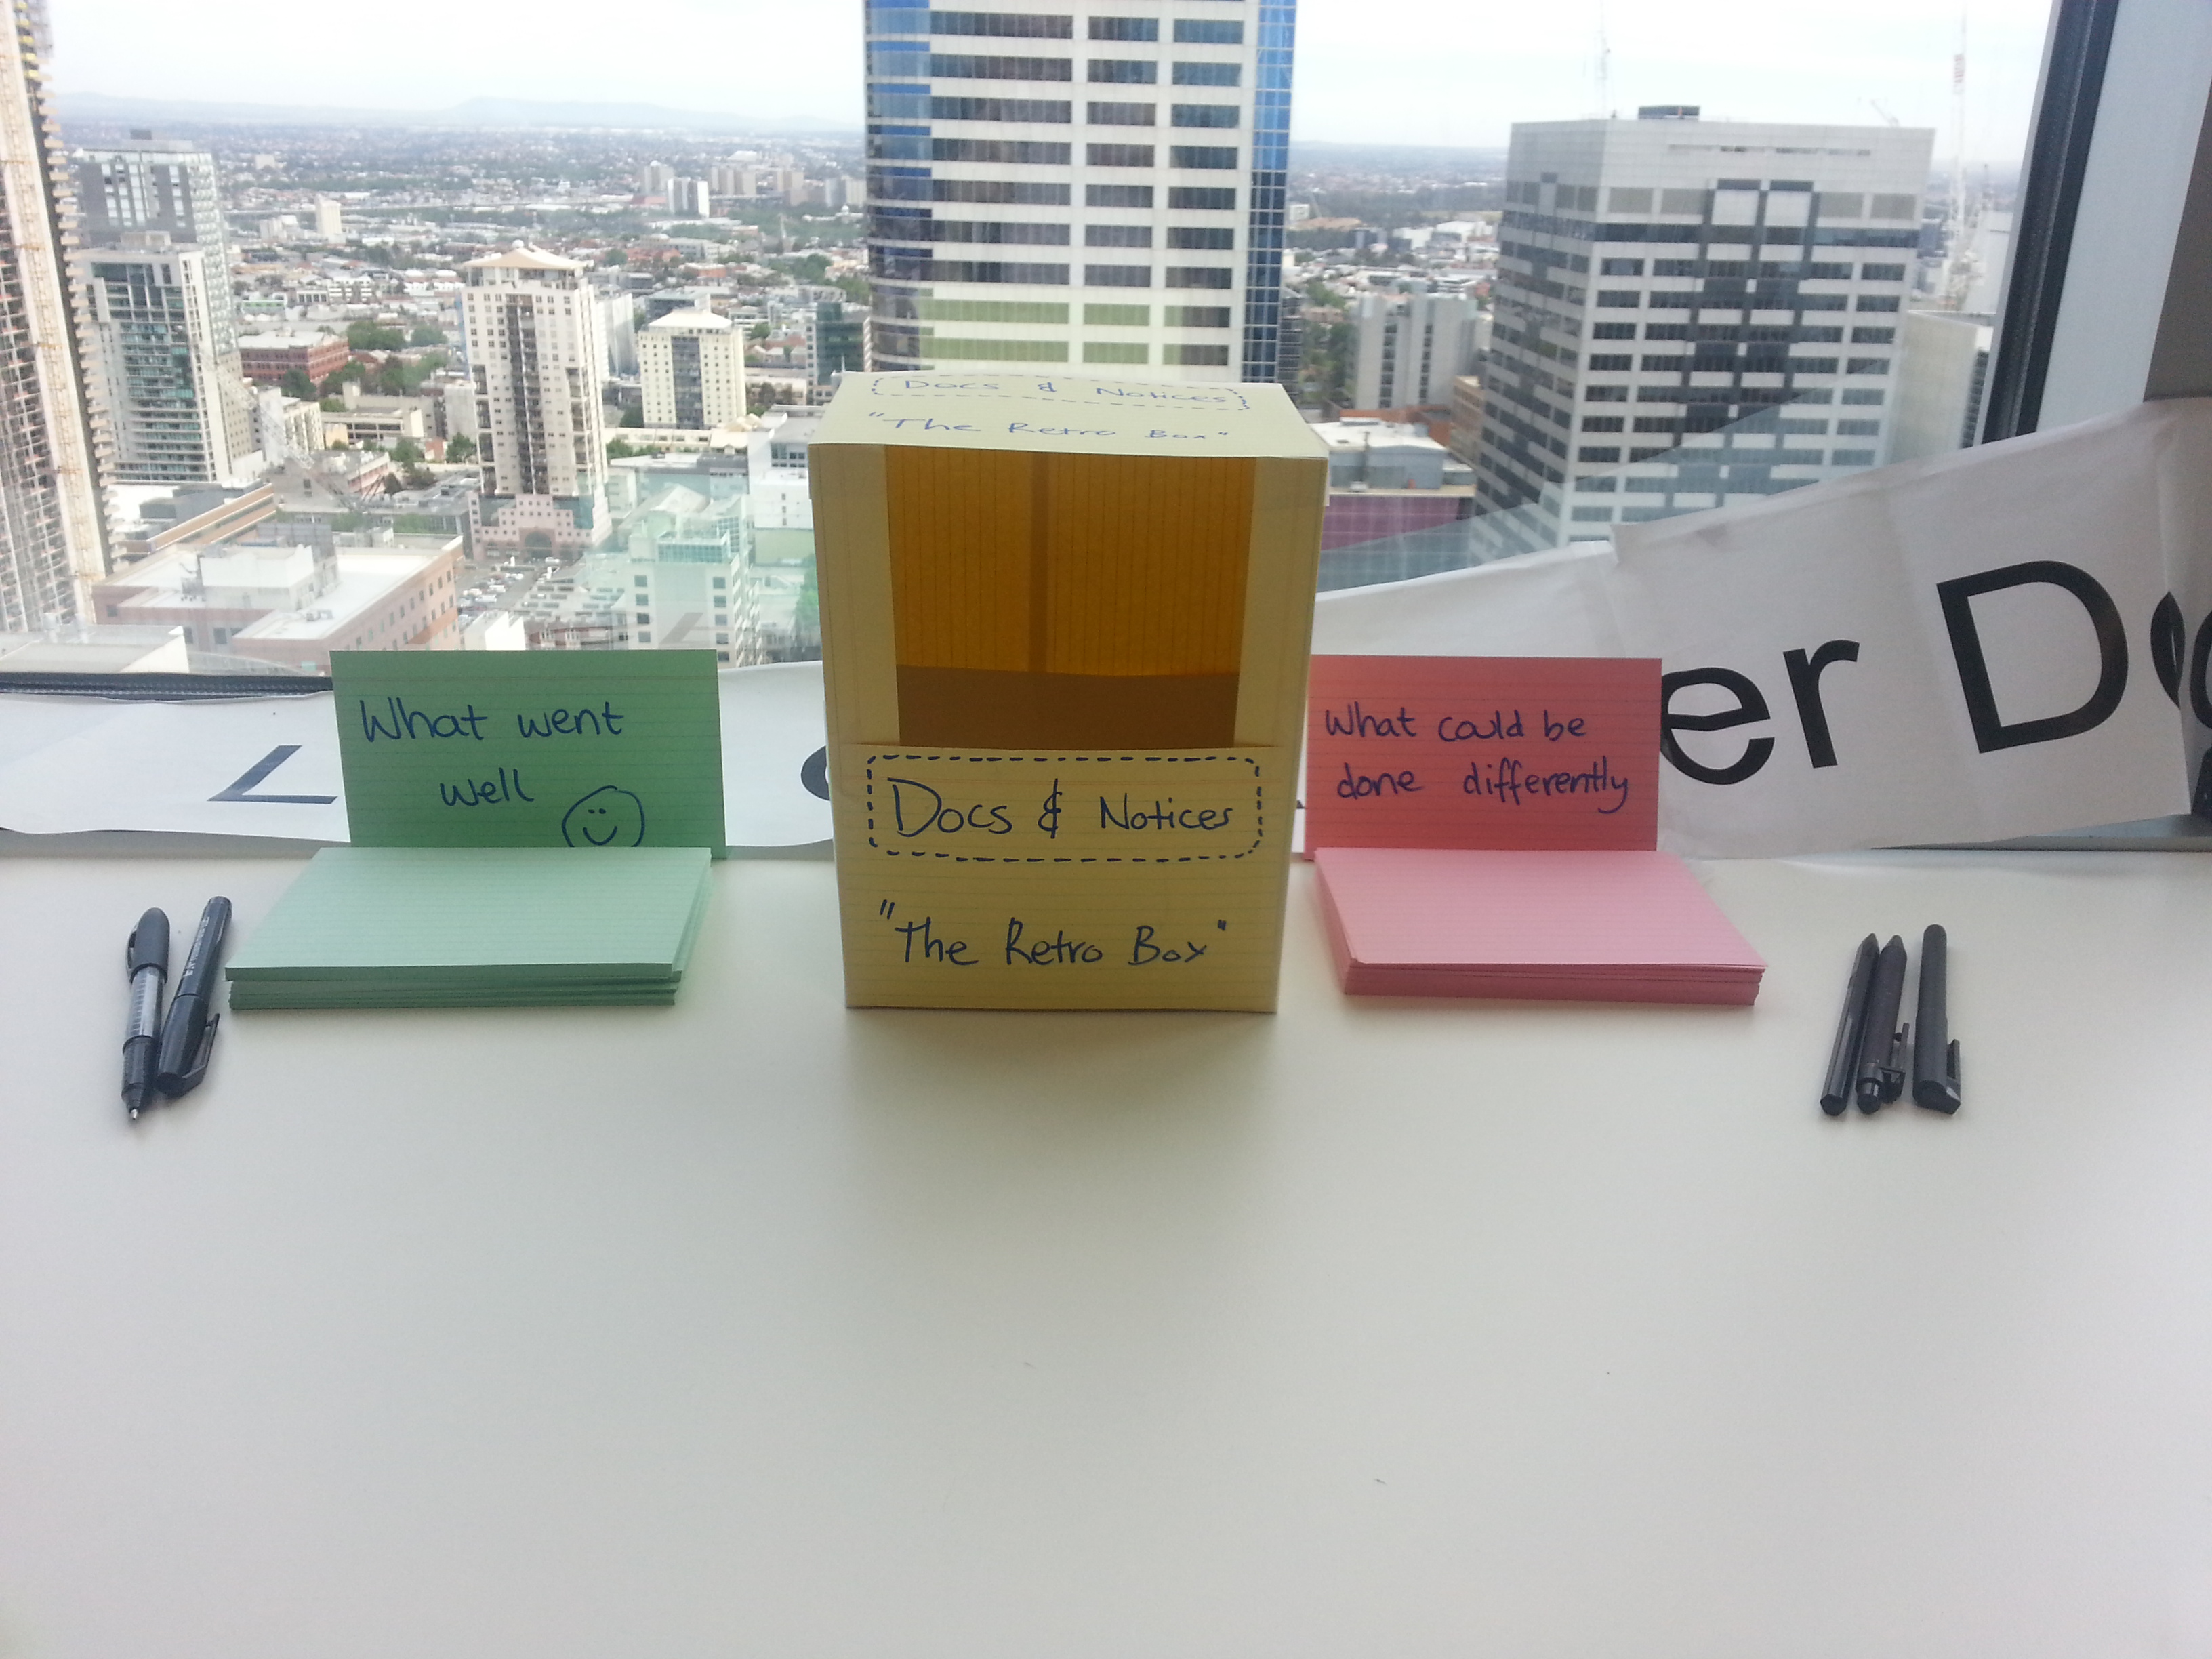 Docs & Notices
"The Retro Box"
What went
well
Docs & Notices
"The Retro Box"
What could be
done differently
er D